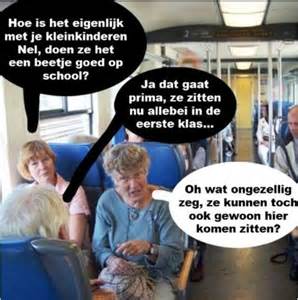 Hoe is het eigenlijk
met je kleinkinderen
Nel, doen ze het
een beetje goed op
school?
Ja dat gaat
prima, ze zitten
nu allebei in de
eerste klas...
Oh wat ongezellig
zeg, ze kunnen toch
ook gewoon hier
komen zitten?